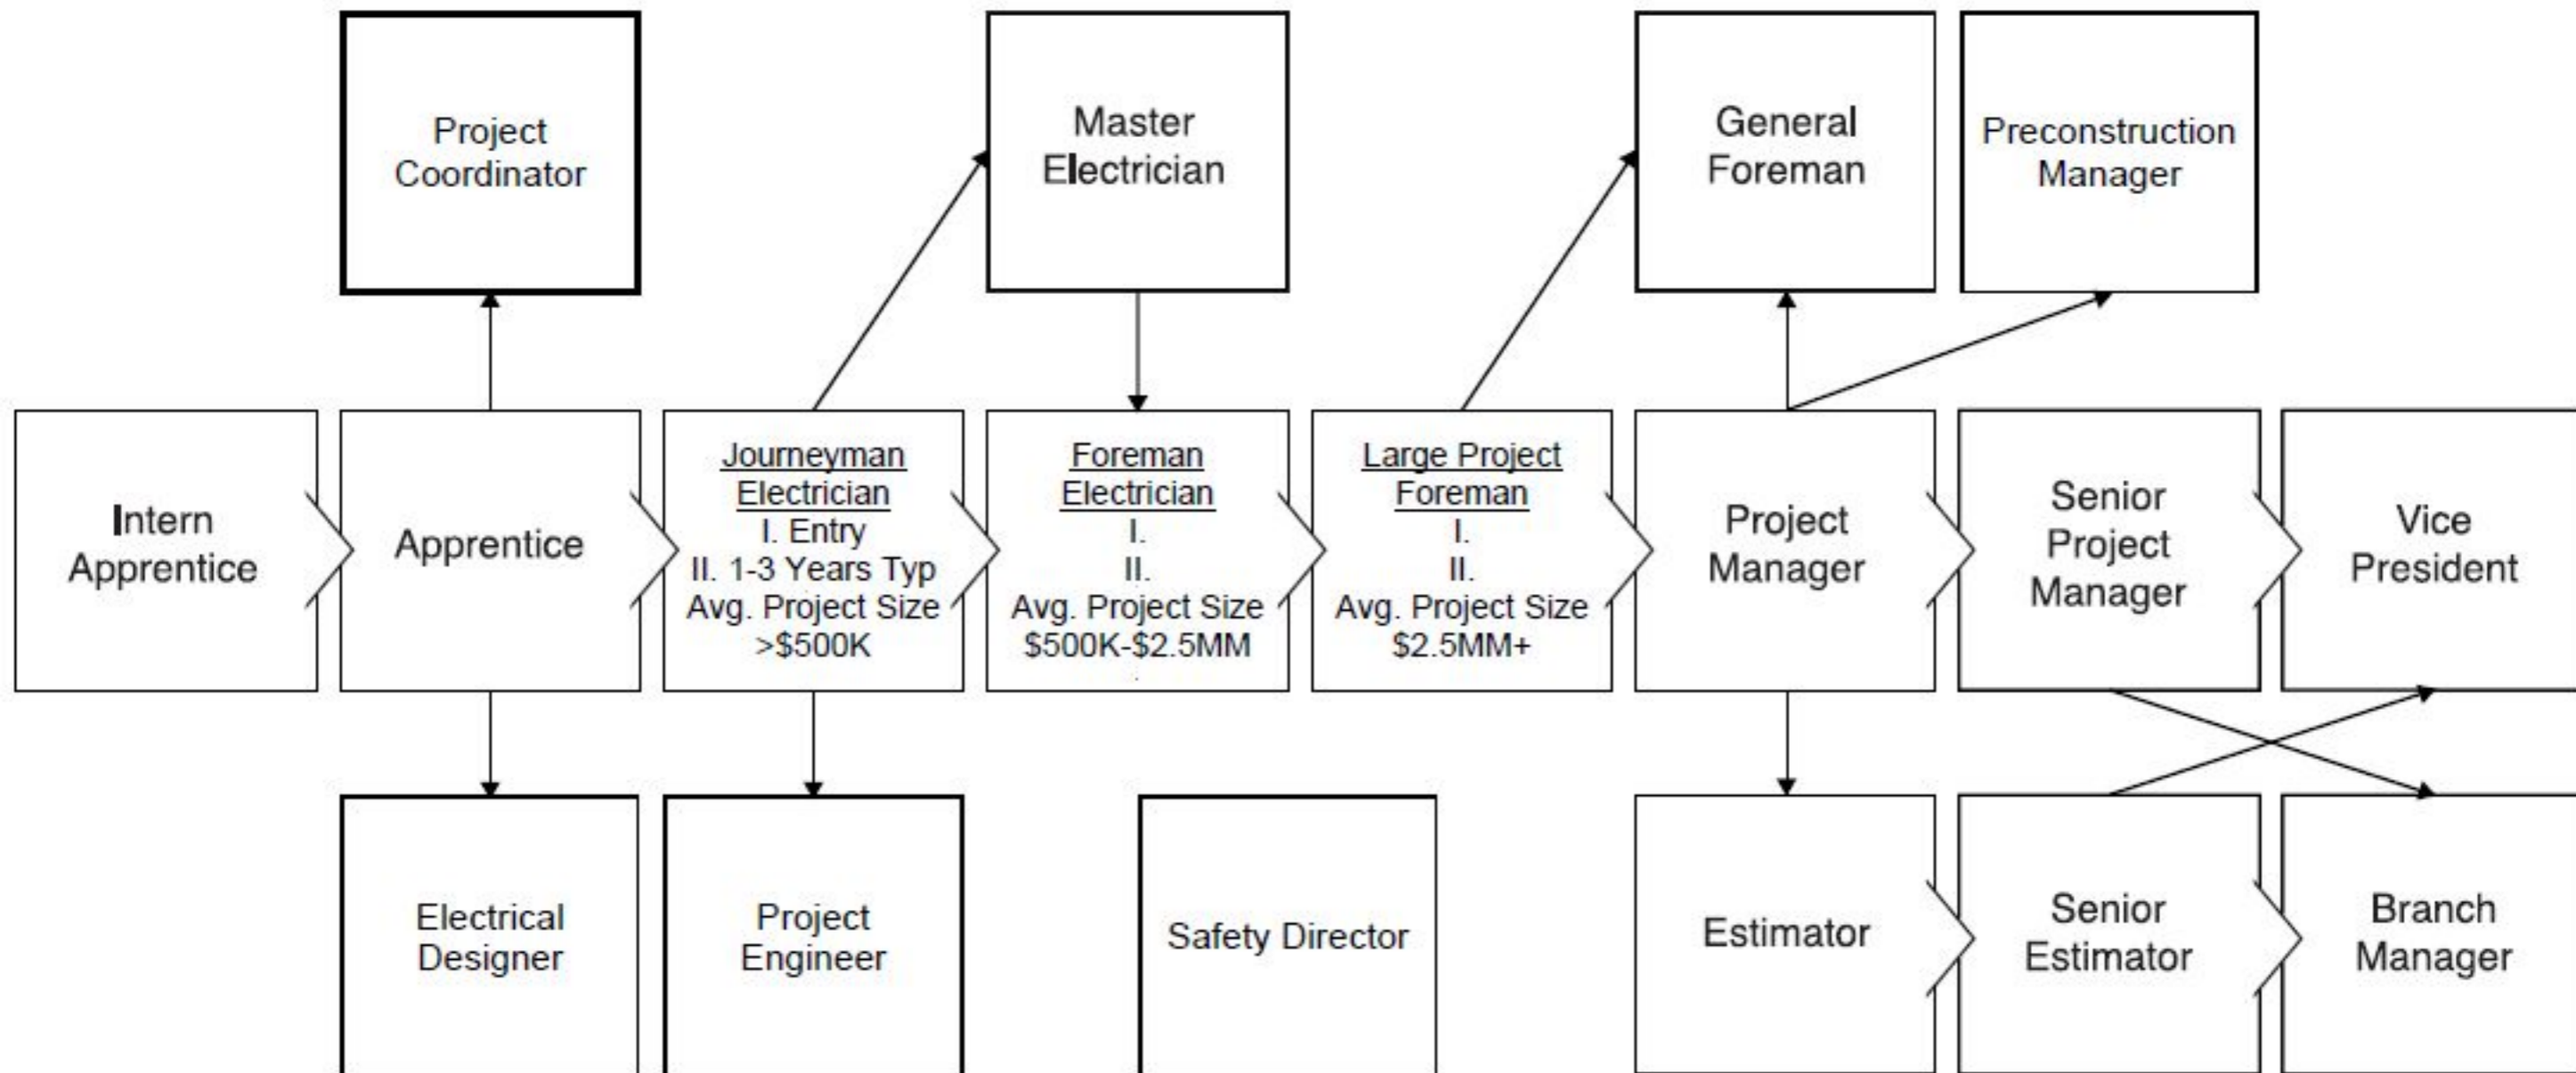 Project
Coordinator
Master
Electrician
General
Foreman
Preconstruction
Manager
Intern
Apprentice
Apprentice
Journeyman
Electrician
I. Entry
II. 1-3 Years Typ
Avg. Project Size
>$500K
Foreman
Electrician
I.
II.
Avg. Project Size
$500K-$2.5MM
Large Project
Foreman
I.
II.
Avg. Project Size
$2.5MM+
Project
Manager
Senior
Project
Manager
Vice
President
Electrical
Designer
Project
Engineer
Safety Director
Estimator
Senior
Estimator
Branch
Manager